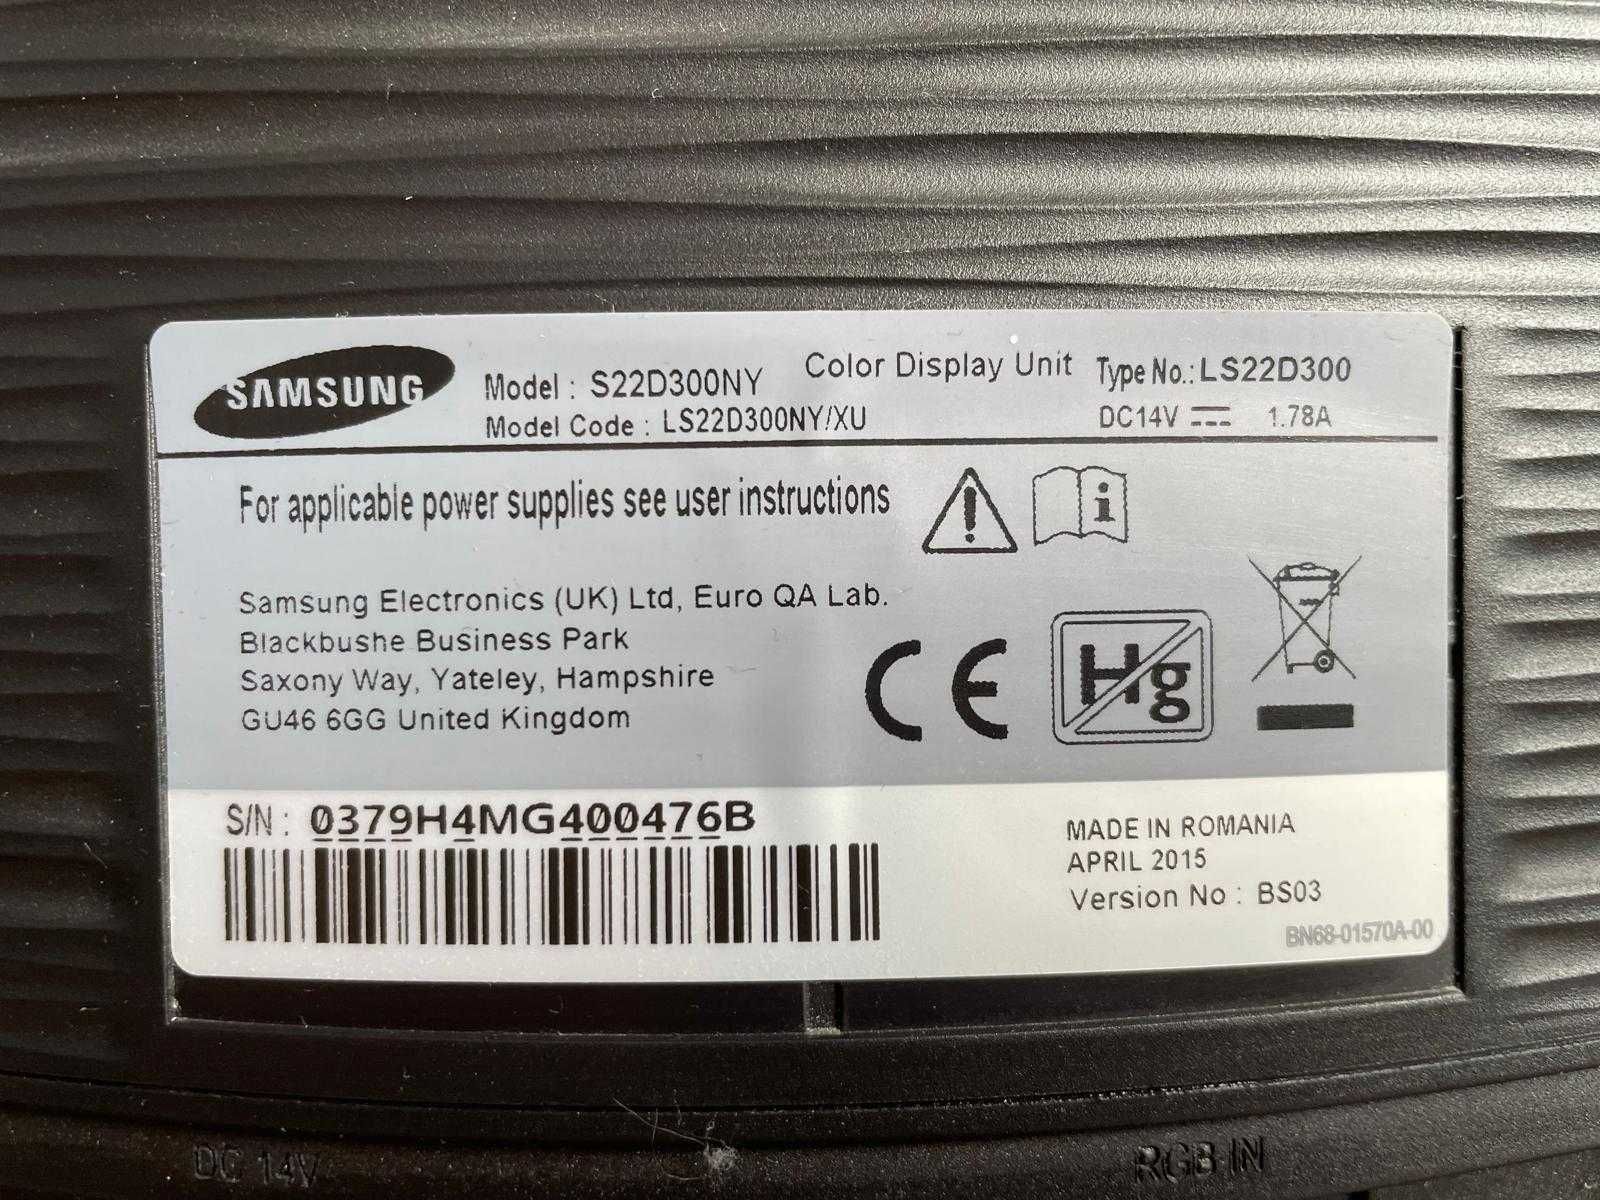 SAMSUNG
Model : S22D300NY
Model Code : LS22D300NY/XU
Color Display Unit
Type No.: LS22D300
DC14V ⎓ 1.78A
For applicable power supplies see user instructions
Samsung Electronics (UK) Ltd, Euro QA Lab.
Blackbushe Business Park
Saxony Way, Yateley, Hampshire
GU46 6GG United Kingdom
CE
Hg
S/N : 0379H4MG400476B
MADE IN ROMANIA
APRIL 2015
Version No : BS03
BN68-01570A-00
DC 14V
RGB IN